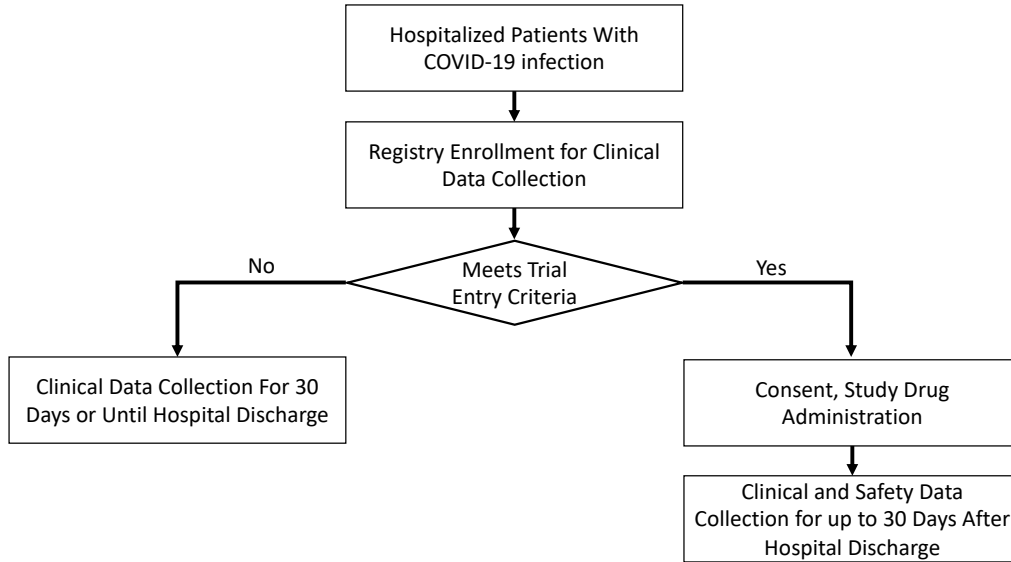 Hospitalized Patients With
COVID-19 infection
Registry Enrollment for Clinical
Data Collection
No
Meets Trial
Entry Criteria
Yes
Clinical Data Collection For 30
Days or Until Hospital Discharge
Consent, Study Drug
Administration
Clinical and Safety Data
Collection for up to 30 Days After
Hospital Discharge